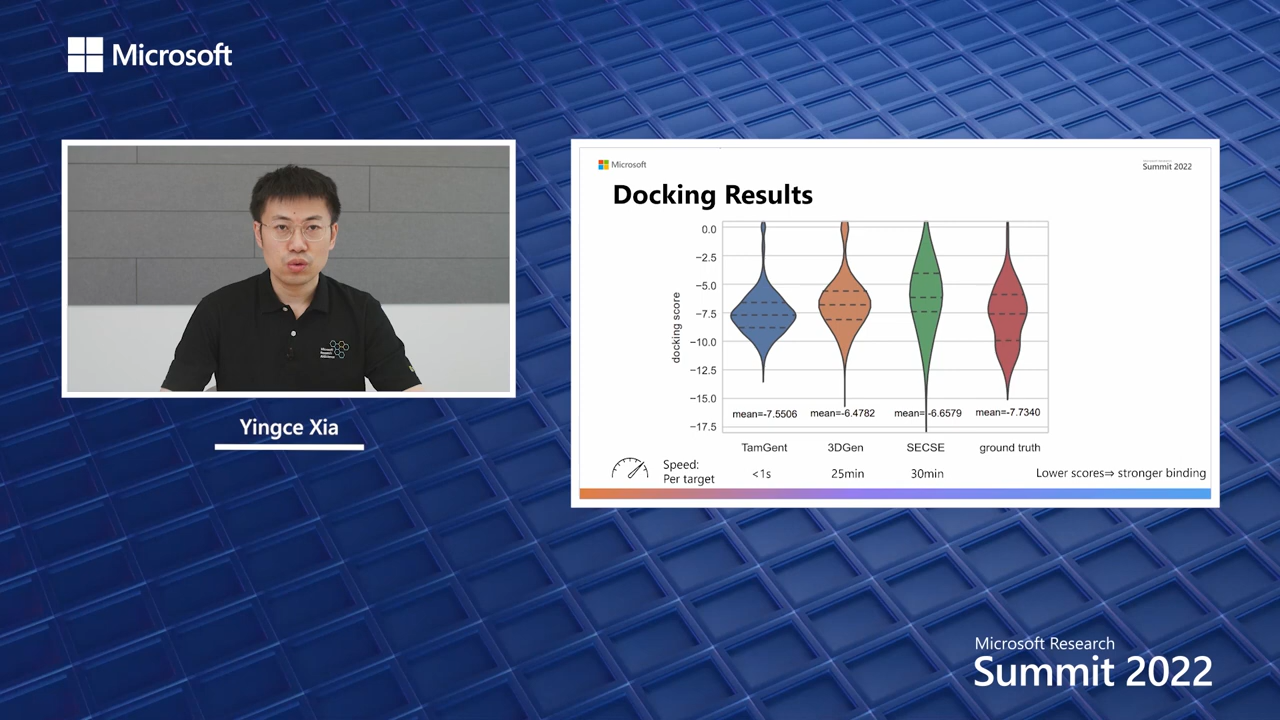 Microsoft
Yingce Xia
Microsoft
Summit 2022
Docking Results
docking score
0.0
−2.5
−5.0
−7.5
−10.0
−12.5
−15.0
−17.5
mean=-7.5506
mean=-6.4782
mean=-6.6579
mean=-7.7340
TamGent
3DGen
SECSE
ground truth
Speed:
Per target
<1s
25min
30min
Lower scores⇒ stronger binding
Microsoft Research
Summit 2022